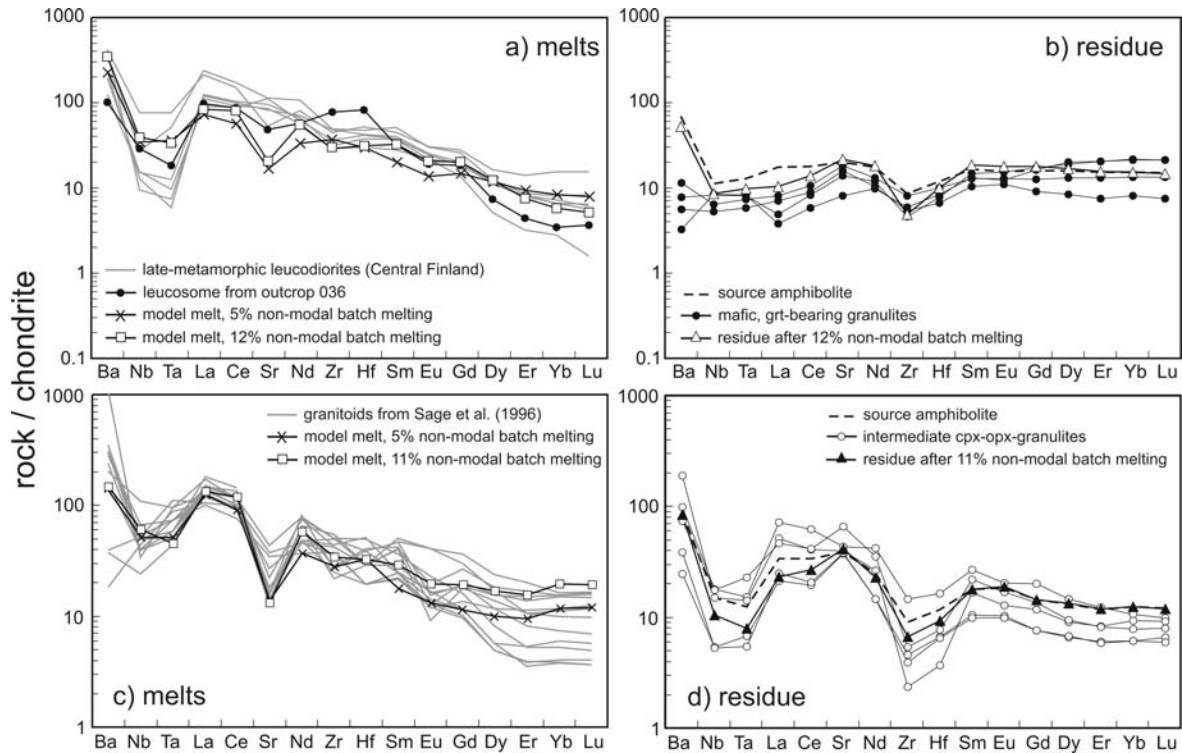 rock / chondrite
1000
100
10
1
0.1
a) melts
late-metamorphic leucodiorites (Central Finland)
leucosome from outcrop 036
model melt, 5% non-modal batch melting
model melt, 12% non-modal batch melting
Ba Nb Ta La Ce Sr Nd Zr Hf Sm Eu Gd Dy Er Yb Lu
1000
100
10
1
0.1
b) residue
source amphibolite
mafic, grt-bearing granulites
residue after 12% non-modal batch melting
Ba Nb Ta La Ce Sr Nd Zr Hf Sm Eu Gd Dy Er Yb Lu
1000
100
10
1
granitoids from Sage et al. (1996)
model melt, 5% non-modal batch melting
model melt, 11% non-modal batch melting
c) melts
Ba Nb Ta La Ce Sr Nd Zr Hf Sm Eu Gd Dy Er Yb Lu
1000
100
10
1
source amphibolite
intermediate cpx-opx-granulites
residue after 11% non-modal batch melting
d) residue
Ba Nb Ta La Ce Sr Nd Zr Hf Sm Eu Gd Dy Er Yb Lu